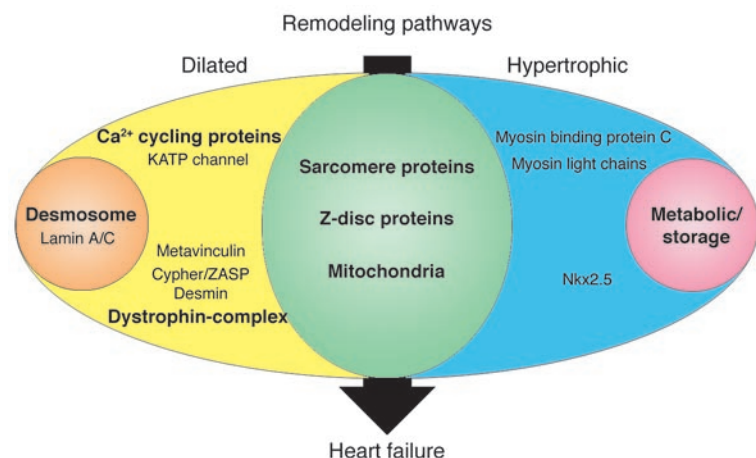 Remodeling pathways
Dilated
Hypertrophic
Ca²⁺ cycling proteins
KATP channel
Desmosome
Lamin A/C
Metavinculin
Cypher/ZASP
Desmin
Dystrophin-complex
Sarcomere proteins
Z-disc proteins
Mitochondria
Myosin binding protein C
Myosin light chains
Metabolic/
storage
Nkx2.5
Heart failure